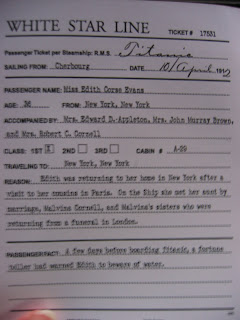 WHITE STAR LINE TICKET # 17531
Passenger Ticket per Steamship: R.M.S. Titanic
SAILING FROM: Cherbourg DATE 10/April, 1912
PASSENGER NAME: Miss Edith Corse Evans
AGE: 36 FROM: New York, New York
ACCOMPANIED BY: Mrs. Edward D. Appleton, Mrs. John Murray Brown,
and Mrs. Robert C. Cornell
CLASS: 1ST X 2ND 3RD CABIN # A-29
TRAVELING TO: New York, New York
REASON: Edith was returning to her home in New York after a
visit to her cousins in Paris. On the Ship she met her aunt by
marriage, Malvina Cornell, and Malvina's sisters who were
returning from a funeral in London.
PASSENGER FACT: A few days before boarding Titanic, a fortune
teller had warned Edith to beware of water.